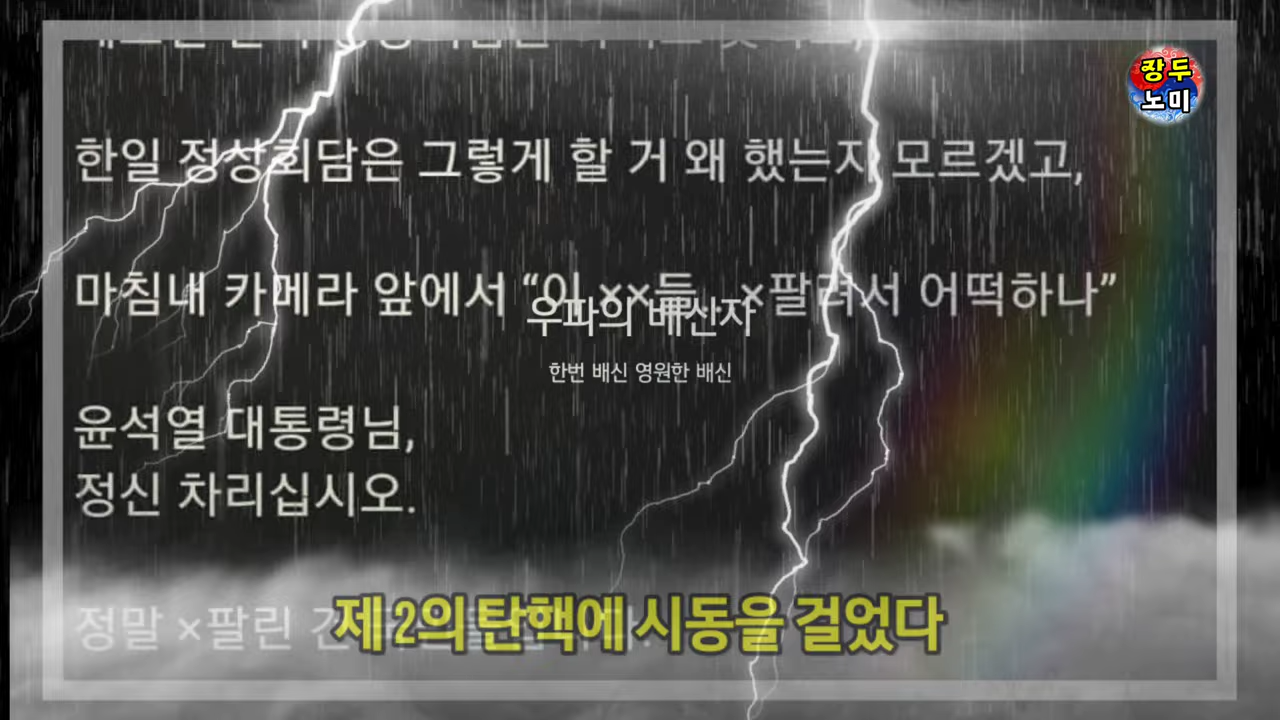 장두
노미
한일 정상회담은 그렇게 할 거 왜 했는지 모르겠고,
마침내 카메라 앞에서 “이 ××들, ×팔려서 어떡하나”
우파의 배신자
한번 배신 영원한 배신
윤석열 대통령님,
정신 차리십시오.
정말 ×팔린 건
제 2의 탄핵에 시동을 걸었다